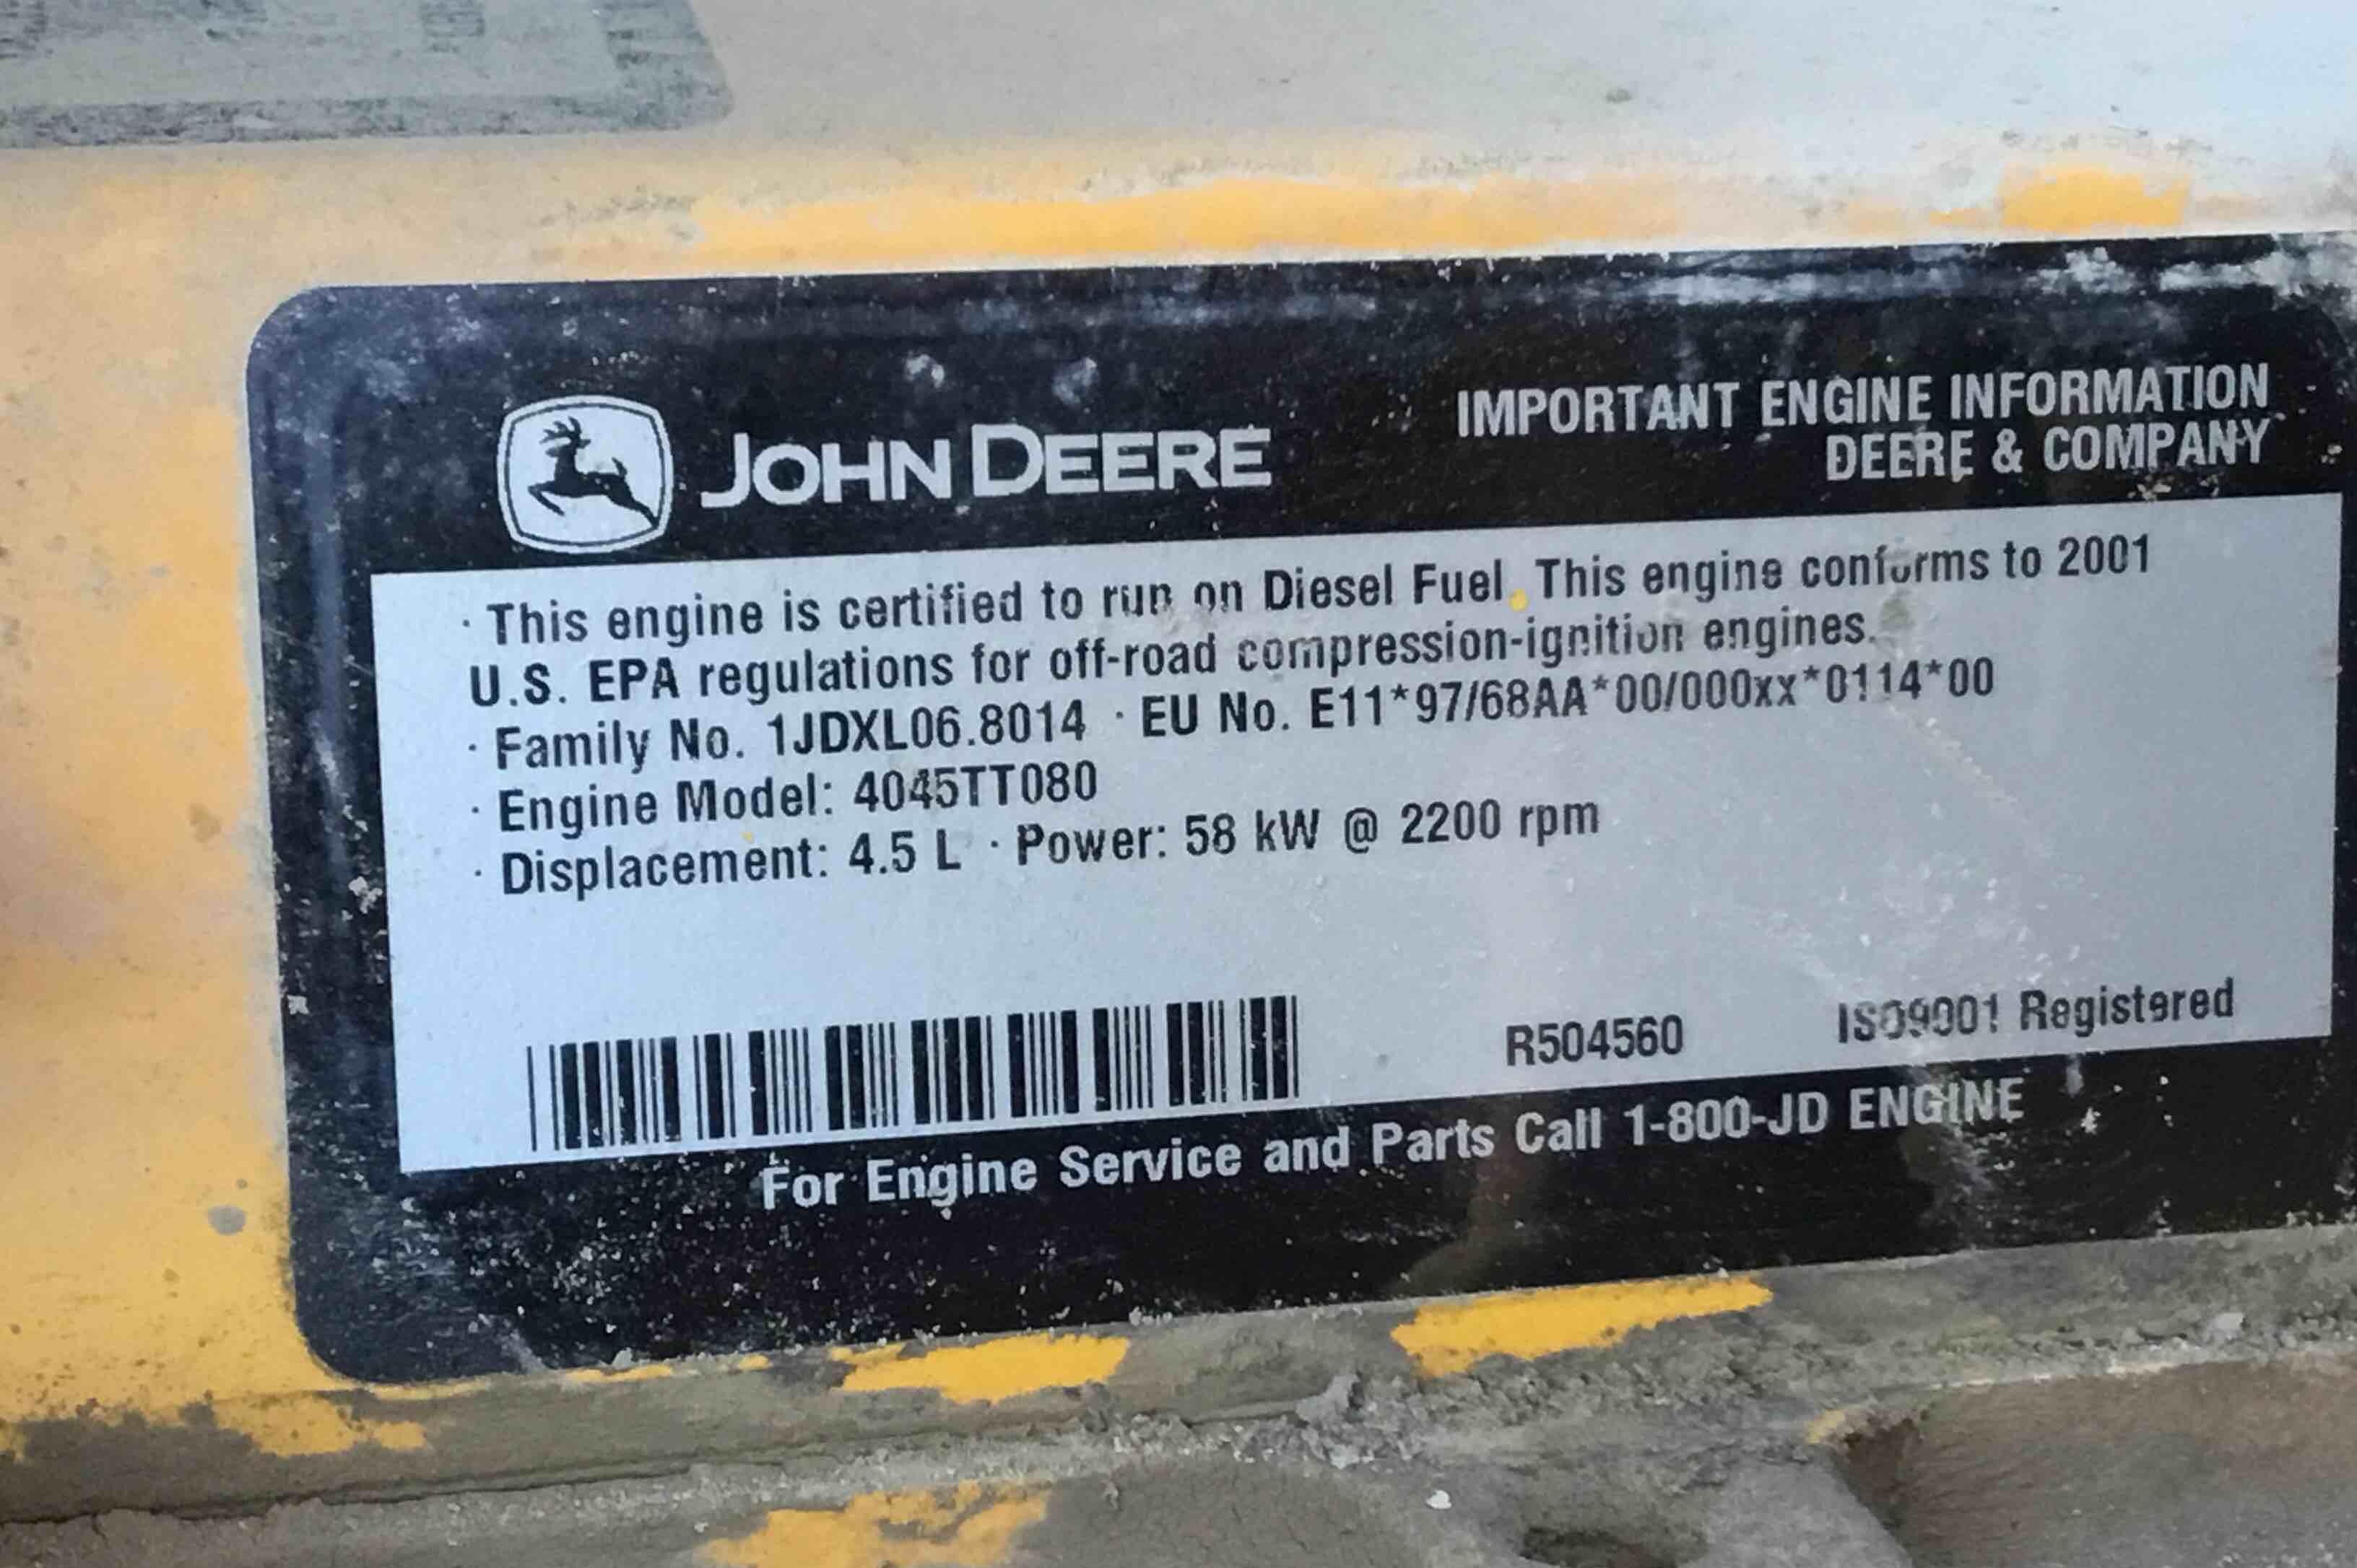 JOHN DEERE
IMPORTANT ENGINE INFORMATION
DEERE & COMPANY
· This engine is certified to run on Diesel Fuel. This engine conforms to 2001
U.S. EPA regulations for off-road compression-ignition engines.
· Family No. 1JDXL06.8014 · EU No. E11*97/68AA*00/000xx*0114*00
· Engine Model: 4045TT080
· Displacement: 4.5 L · Power: 58 kW @ 2200 rpm
R504560 ISO9001 Registered
For Engine Service and Parts Call 1-800-JD ENGINE